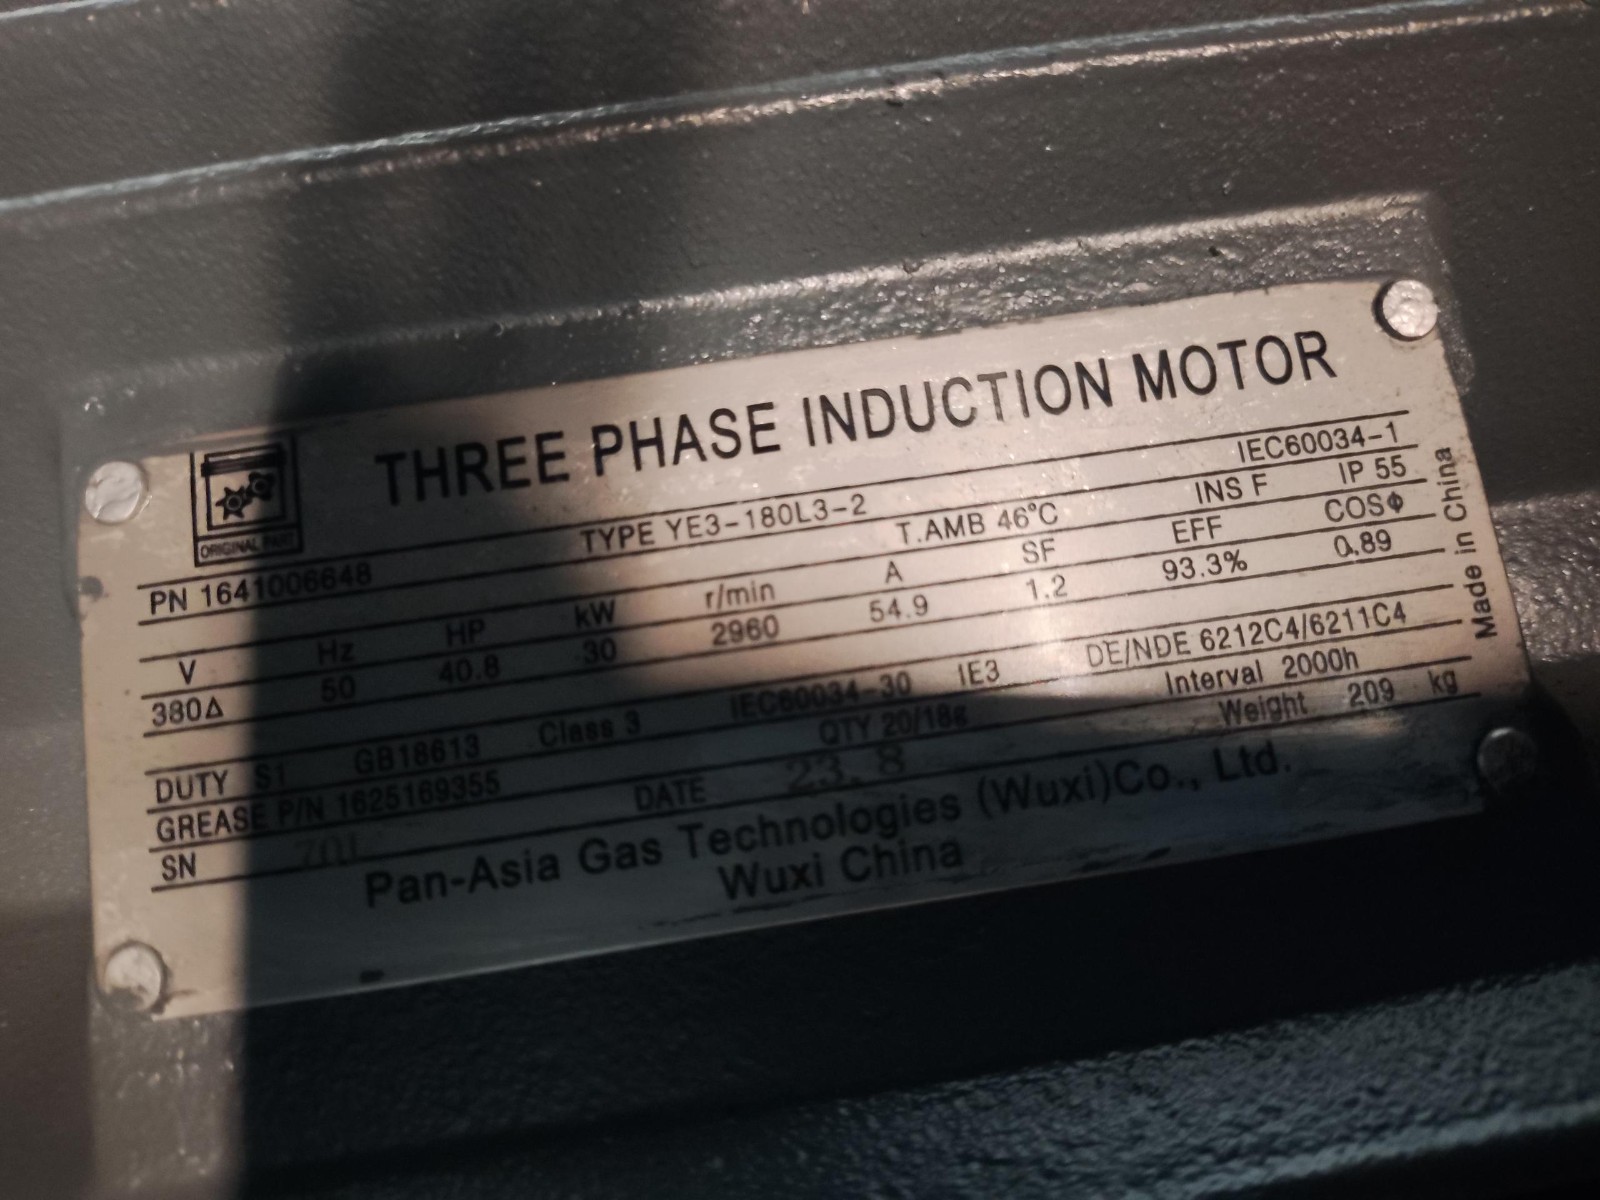 THREE PHASE INDUCTION MOTOR
ORIGINAL PART
IEC60034-1
PN 1641006648 TYPE YE3-180L3-2 T.AMB 46°C INS F IP 55
V Hz HP kW r/min A SF EFF COSΦ
380Δ 50 40.8 30 2960 54.9 1.2 93.3% 0.89
DUTY S1 GB18613 Class 3 IEC60034-30 IE3 DE/NDE 6212C4/6211C4
GREASE P/N 1625169355 QTY 20/18g Interval 2000h
SN DATE 23.8 Weight 209 kg
Pan-Asia Gas Technologies (Wuxi)Co., Ltd.
Wuxi China
Made in China